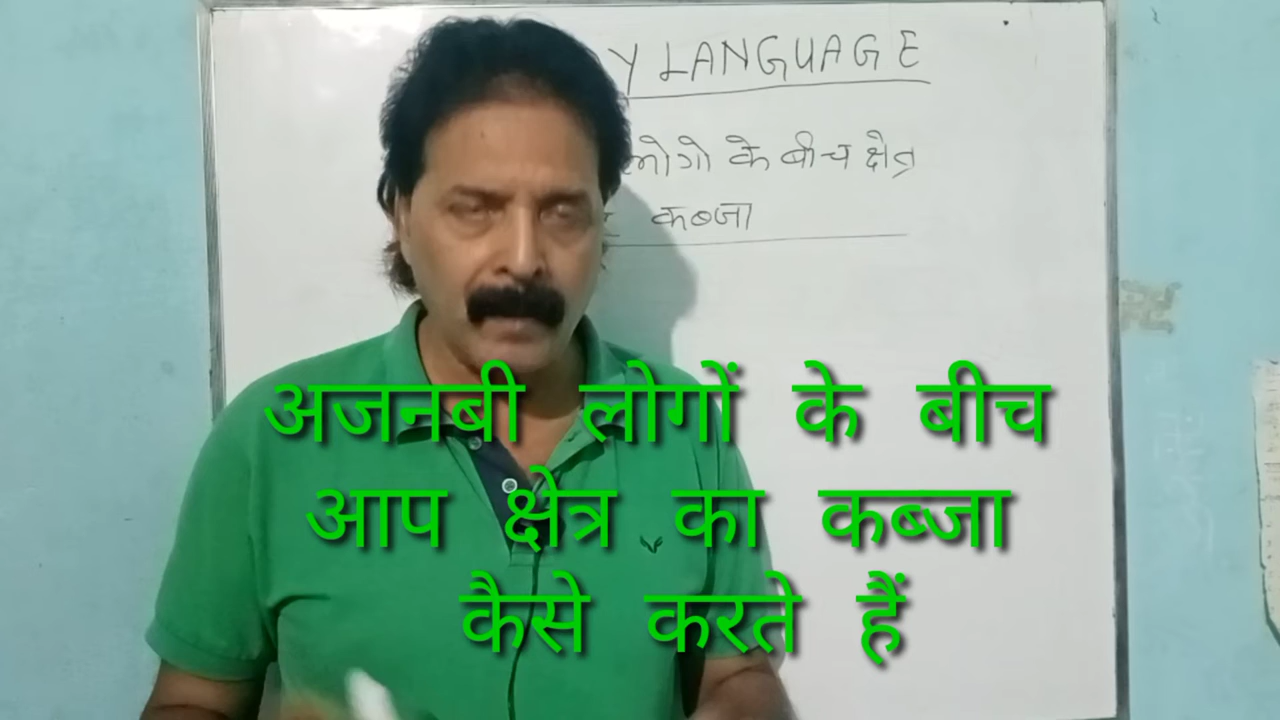 Y LANGUAGE
लोगो के बीच क्षेत्र
कब्जा
अजनबी लोगों के बीच
आप क्षेत्र का कब्जा
कैसे करते हैं